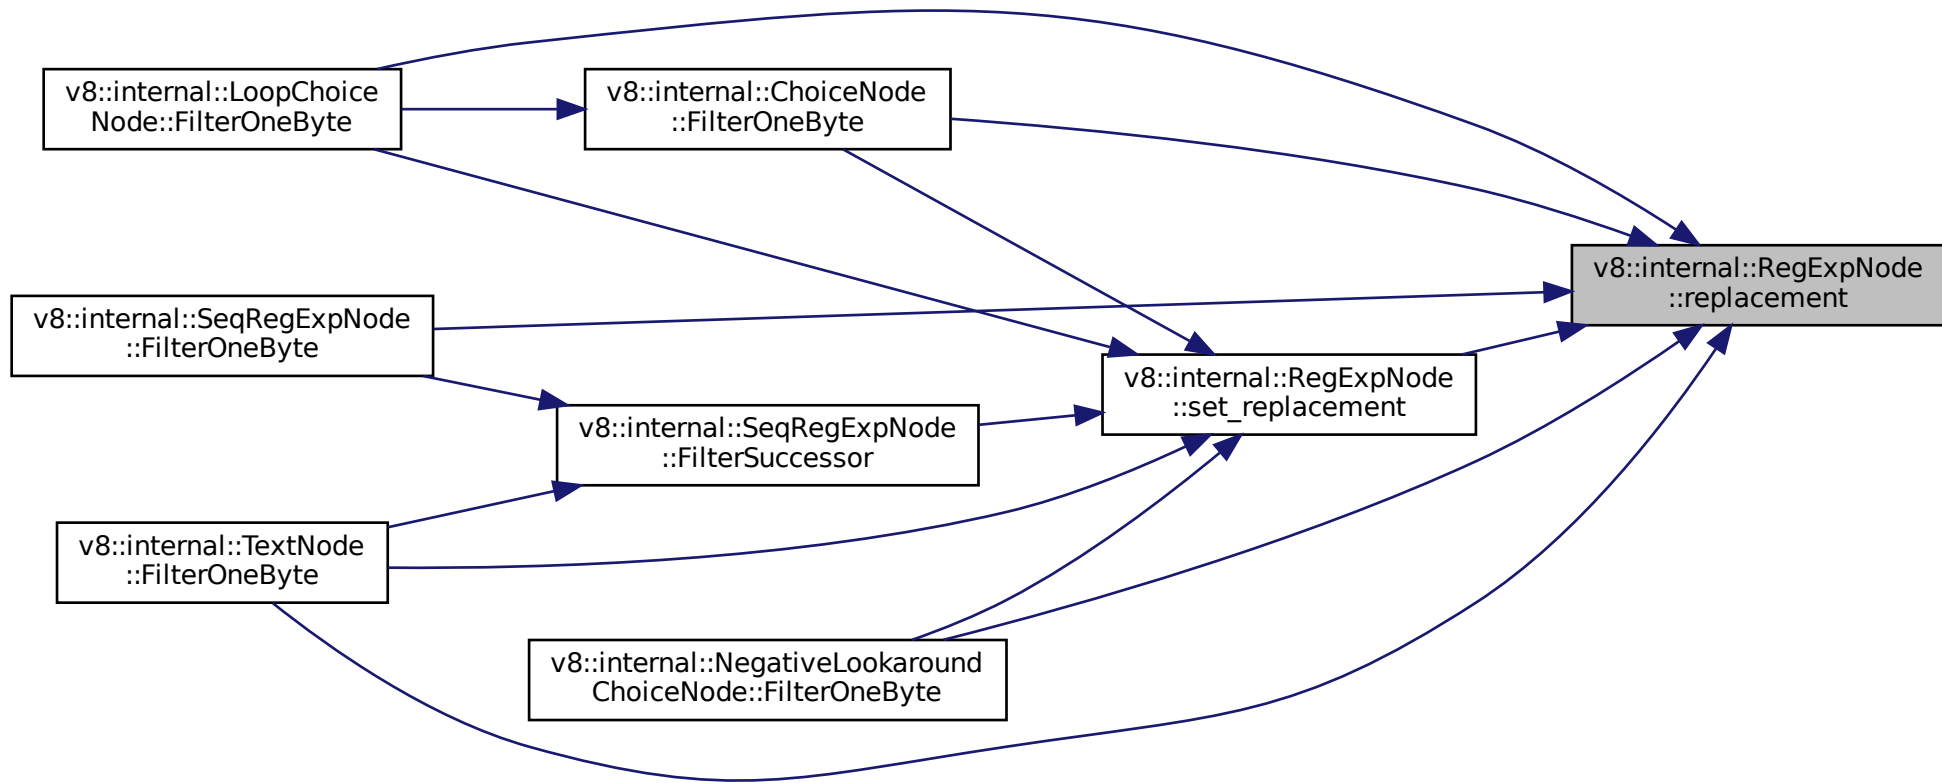 v8::internal::LoopChoice
Node::FilterOneByte
v8::internal::ChoiceNode
::FilterOneByte
v8::internal::RegExpNode
::replacement
v8::internal::SeqRegExpNode
::FilterOneByte
v8::internal::RegExpNode
::set_replacement
v8::internal::SeqRegExpNode
::FilterSuccessor
v8::internal::TextNode
::FilterOneByte
v8::internal::NegativeLookaround
ChoiceNode::FilterOneByte